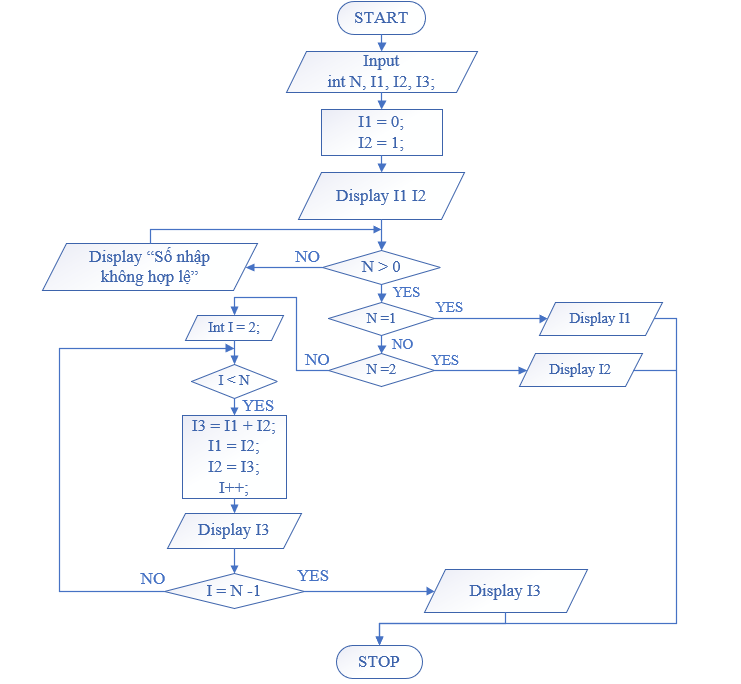 START
Input
int N, I1, I2, I3;
I1 = 0;
I2 = 1;
Display I1 I2
Display “Số nhập
không hợp lệ”
NO
N > 0
YES
Int I = 2;
N =1
YES
Display I1
NO
NO
N =2
YES
Display I2
I < N
YES
I3 = I1 + I2;
I1 = I2;
I2 = I3;
I++;
Display I3
NO
I = N -1
YES
Display I3
STOP